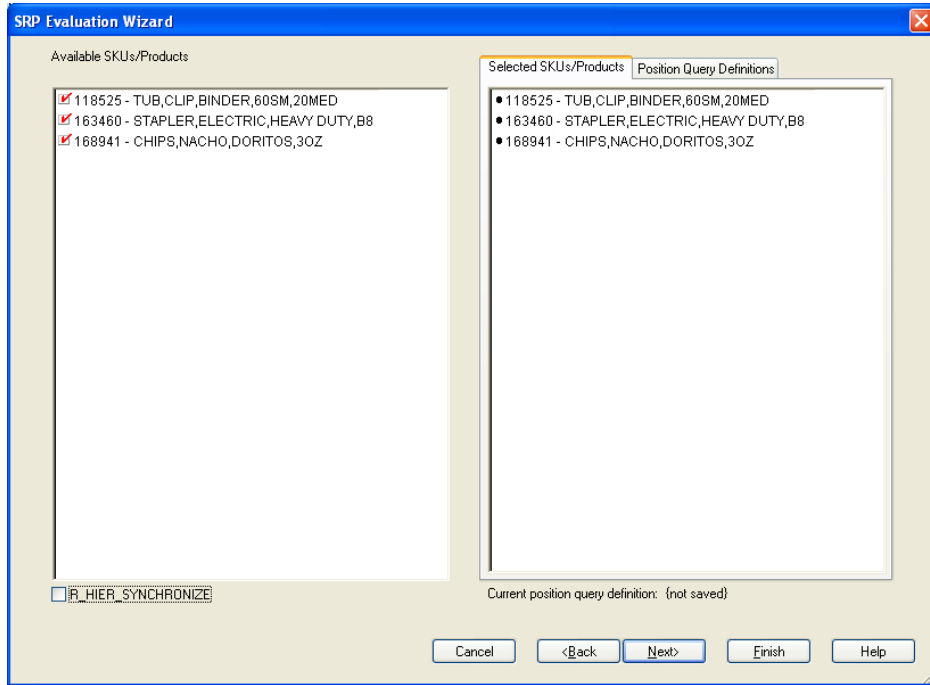 SRP Evaluation Wizard
Available SKUs/Products
118525 - TUB,CLIP,BINDER,60SM,20MED
163460 - STAPLER,ELECTRIC,HEAVY DUTY,B8
168941 - CHIPS,NACHO,DORITOS,3OZ
R_HIER_SYNCHRONIZE
Selected SKUs/Products
Position Query Definitions
118525 - TUB,CLIP,BINDER,60SM,20MED
163460 - STAPLER,ELECTRIC,HEAVY DUTY,B8
168941 - CHIPS,NACHO,DORITOS,3OZ
Current position query definition: {not saved}
Cancel
<Back
Next>
Finish
Help